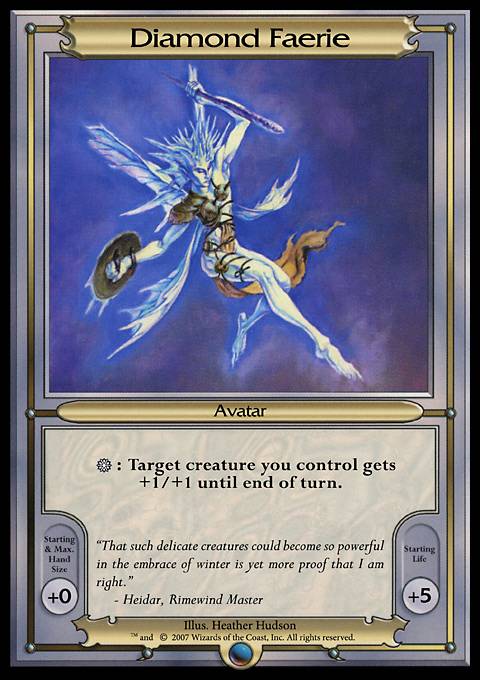 Diamond Faerie
Avatar
: Target creature you control gets
+1/+1 until end of turn.
“That such delicate creatures could become so powerful
in the embrace of winter is yet more proof that I am
right.”
- Heidar, Rimewind Master
Starting
& Max.
Hand
Size
+0
Starting
Life
+5
Illus. Heather Hudson
™ and © 2007 Wizards of the Coast, Inc. All rights reserved.